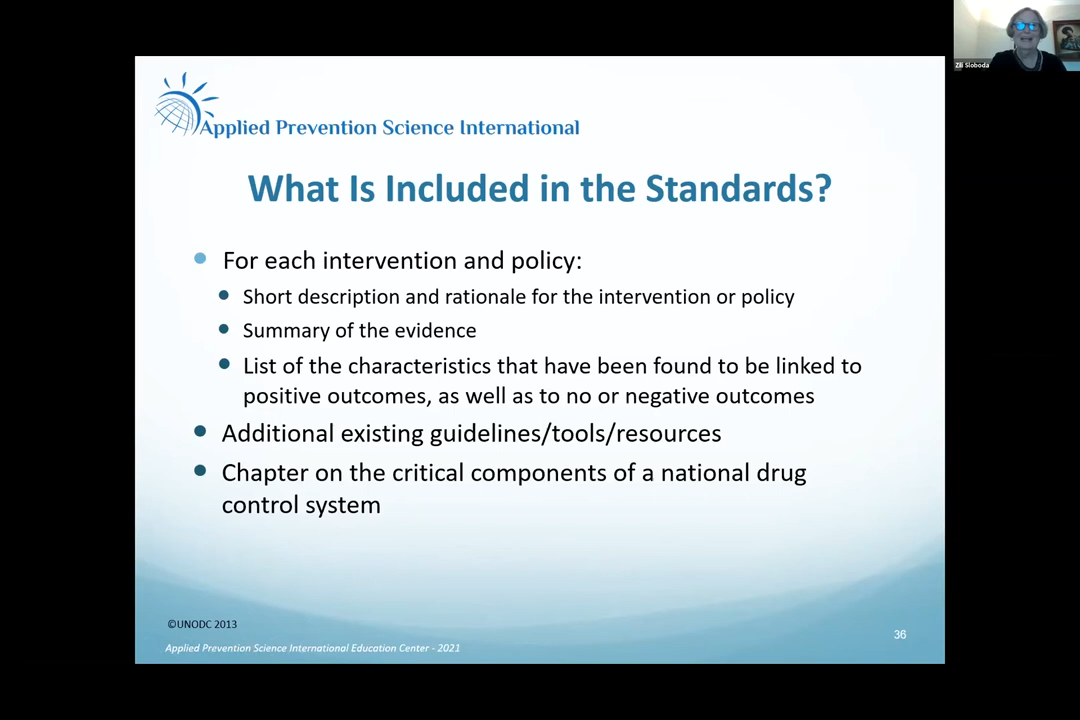 Zili Sloboda
Applied Prevention Science International
What Is Included in the Standards?
For each intervention and policy:
Short description and rationale for the intervention or policy
Summary of the evidence
List of the characteristics that have been found to be linked to
positive outcomes, as well as to no or negative outcomes
Additional existing guidelines/tools/resources
Chapter on the critical components of a national drug
control system
©UNODC 2013
36
Applied Prevention Science International Education Center - 2021